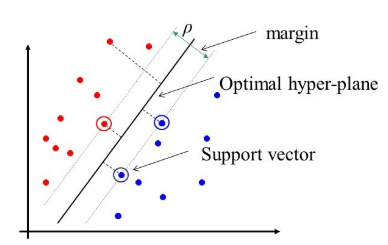 ρ
margin
Optimal hyper-plane
Support vector